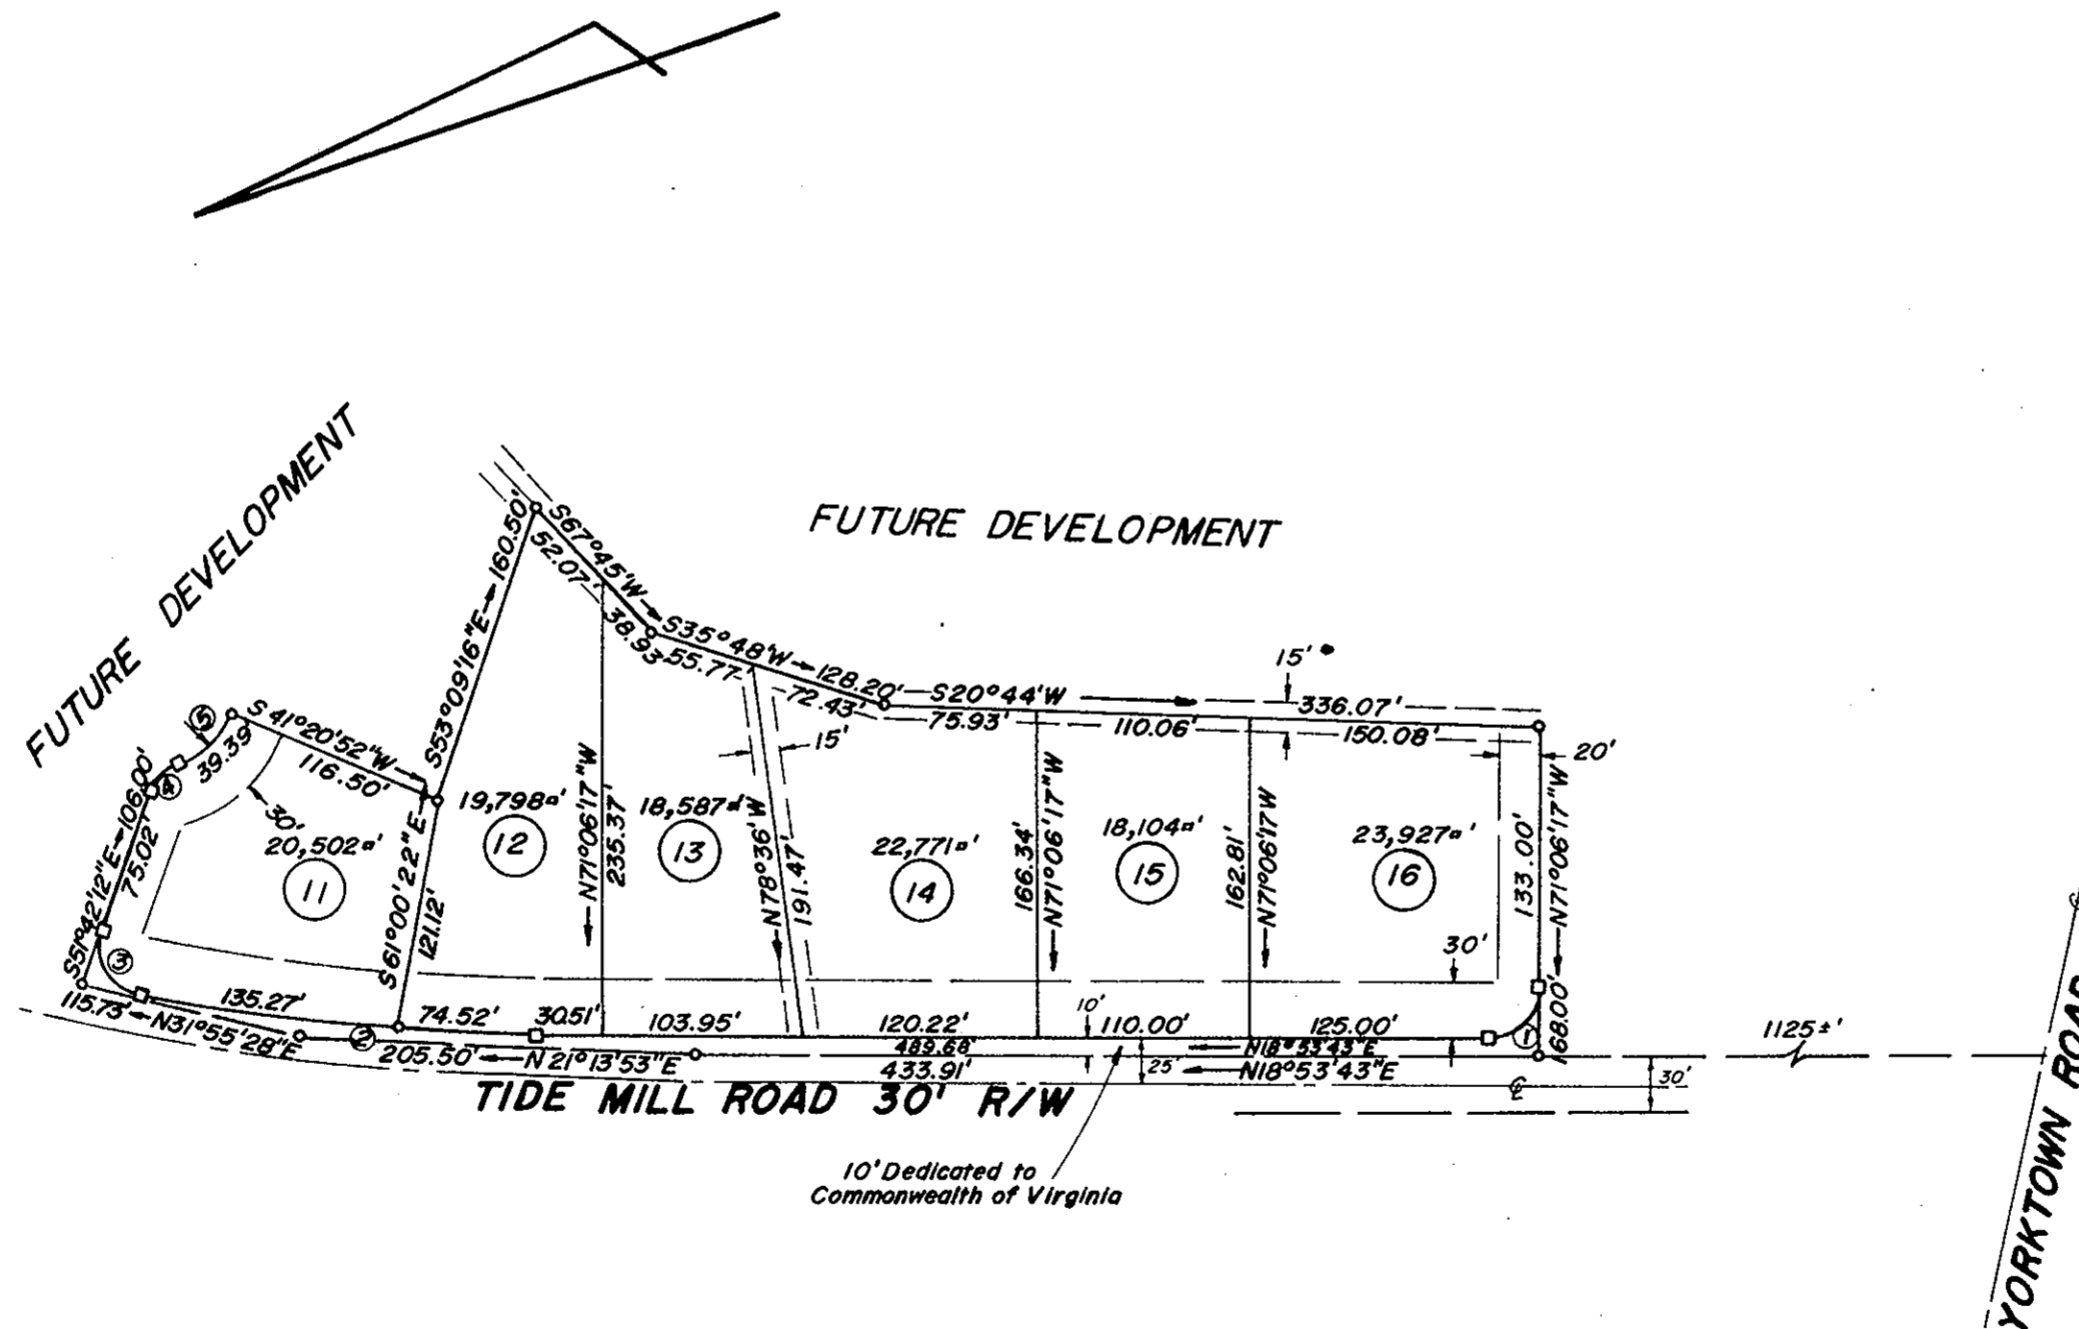 FUTURE DEVELOPMENT
FUTURE DEVELOPMENT
S67°45'W
52.07'
38.93
S35°48'W
128.20'
55.77'
72.43'
S20°44'W
336.07'
75.93'
110.06'
150.08'
15'
20'
15'
S53°09'16"E
160.50'
S 41°20'52"W
116.50'
5
39.39
4
30'
S51°42'12"E
106.00'
75.02'
3
20,502▫'
11
S61°00'22"E
121.12'
19,798▫'
12
N71°06'17"W
235.37'
18,587▫'
13
N78°36'W
191.47'
22,771▫'
14
166.34'
N71°06'17"W
18,104▫'
15
162.81'
N71°06'17W
23,927▫'
16
133.00'
N71°06'17"W
168.00'
30'
1
115.73'
N31°55'28"E
135.27'
2
74.52'
30.51'
103.95'
120.22'
10'
110.00'
125.00'
489.68'
N18°53'43"E
205.50'
N21°13'53"E
433.91'
25'
N18°53'43"E
1125±'
30'
℄
TIDE MILL ROAD 30' R/W
10' Dedicated to
Commonwealth of Virginia
YORKTOWN ROAD